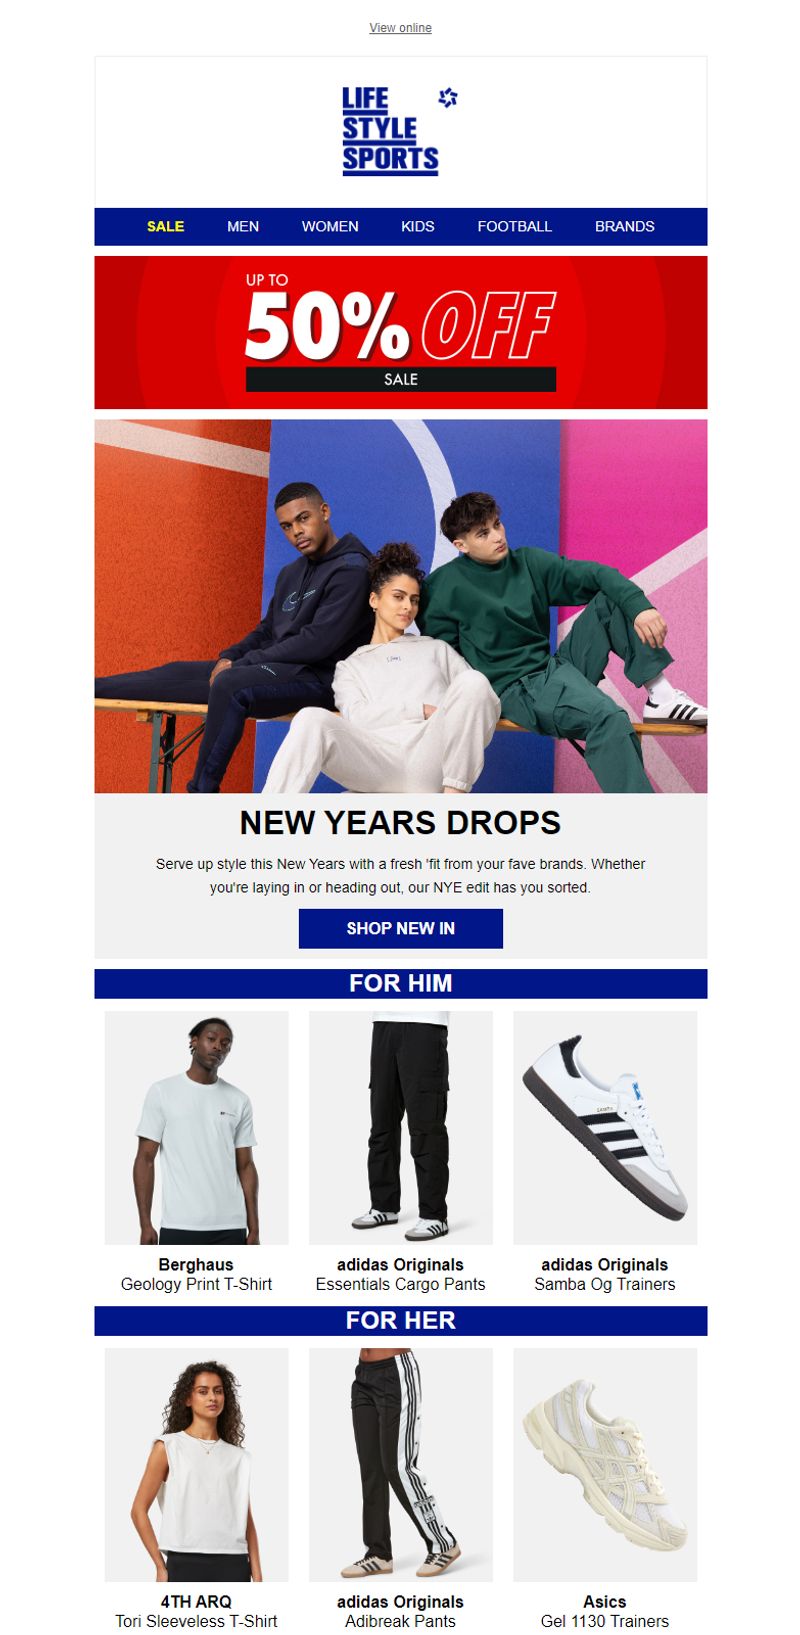 View online
LIFE
STYLE
SPORTS
SALE MEN WOMEN KIDS FOOTBALL BRANDS
UP TO
50% OFF
SALE
NEW YEARS DROPS
Serve up style this New Years with a fresh 'fit from your fave brands. Whether
you're laying in or heading out, our NYE edit has you sorted.
SHOP NEW IN
FOR HIM
SAMBA
Berghaus adidas Originals adidas Originals
Geology Print T-Shirt Essentials Cargo Pants Samba Og Trainers
FOR HER
4TH ARQ adidas Originals Asics
Tori Sleeveless T-Shirt Adibreak Pants Gel 1130 Trainers